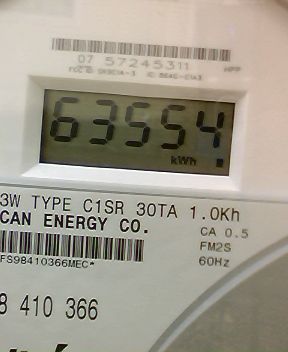 07 57245311
63554
kWh
3W TYPE C1SR 30TA 1.0Kh
CAN ENERGY CO.
CA 0.5
FM2S
FS98410366MEC*
60Hz
8 410 366